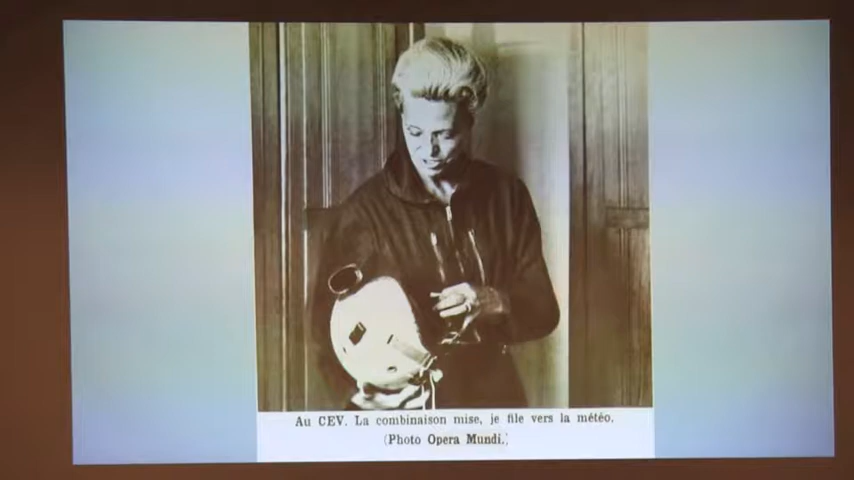 Au CEV. La combinaison mise, je file vers la météo.
(Photo Opera Mundi.)